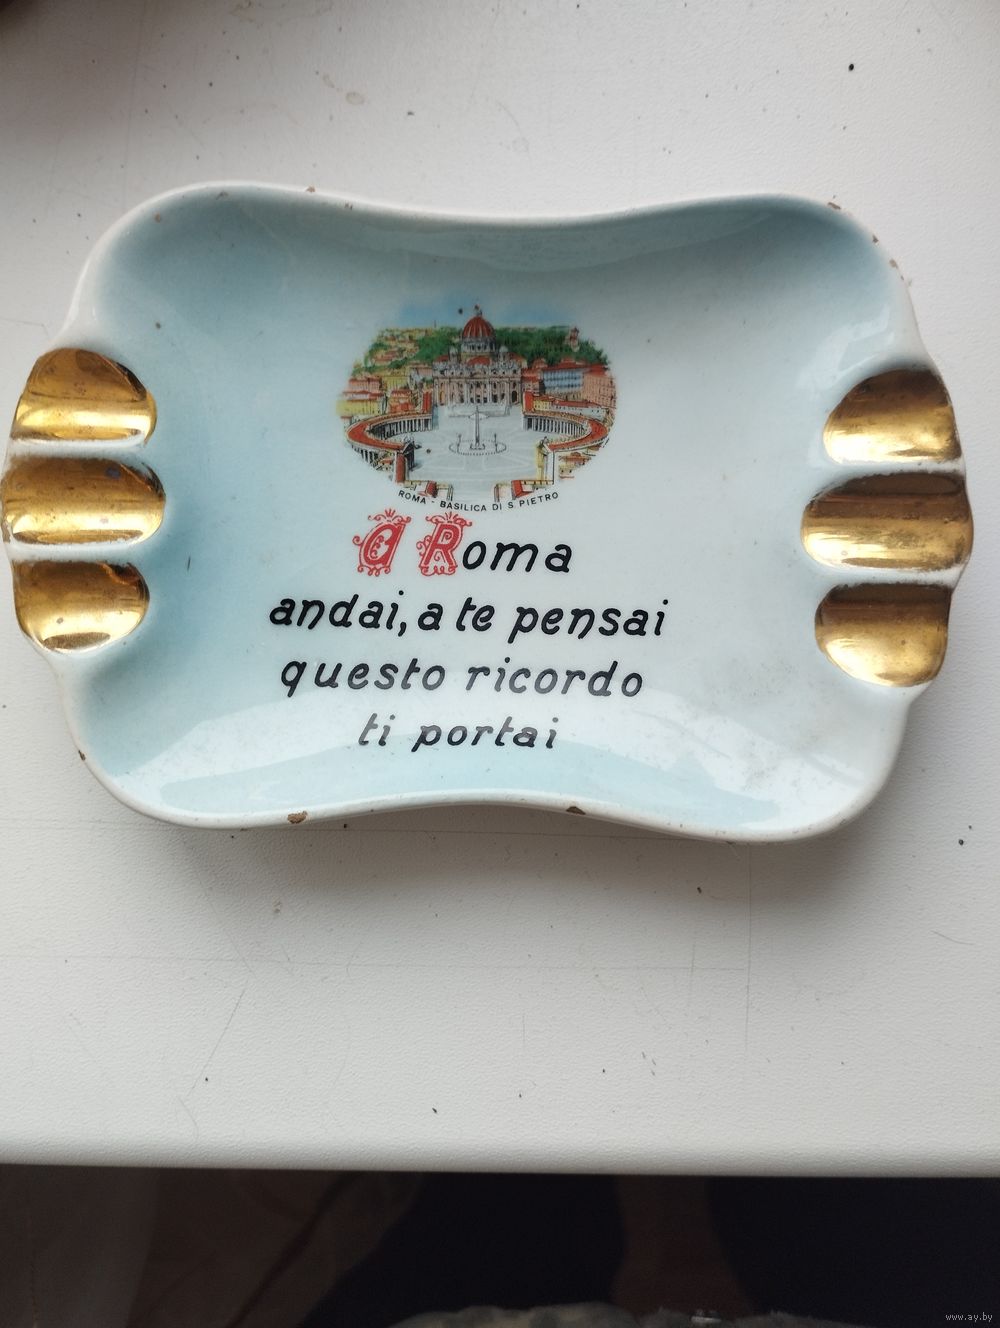 ROMA - BASILICA DI S. PIETRO
A Roma
andai, a te pensai
questo ricordo
ti portai
www.ay.by